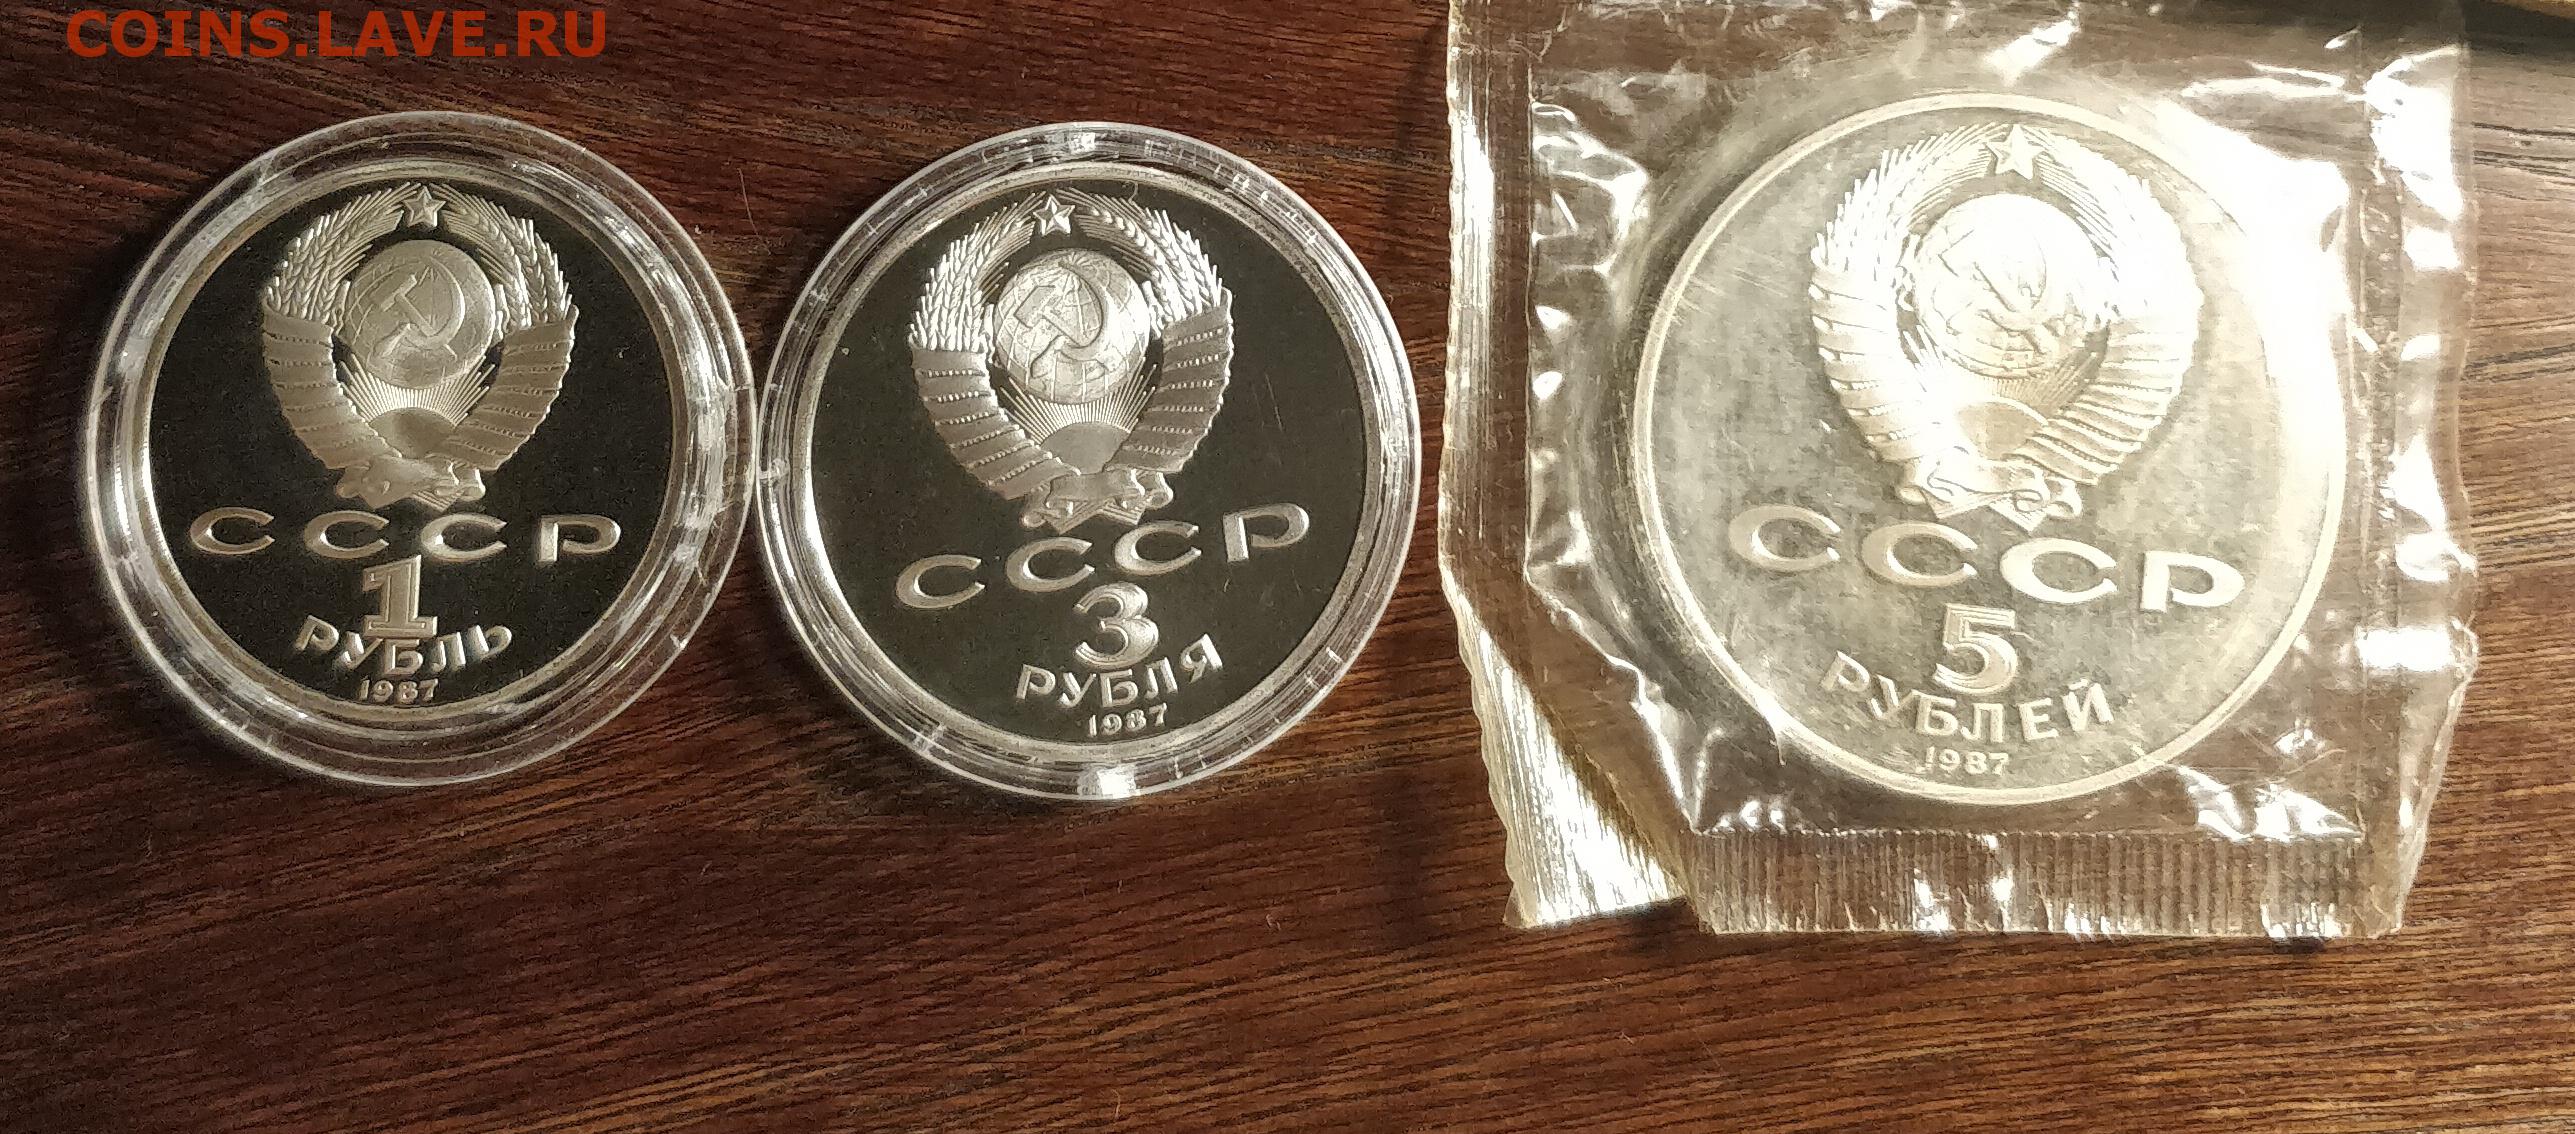 COINS.LAVE.RU
СССР
1
РУБЛЬ
1987
СССР
3
РУБЛЯ
1987
СССР
5
РУБЛЕЙ
1987